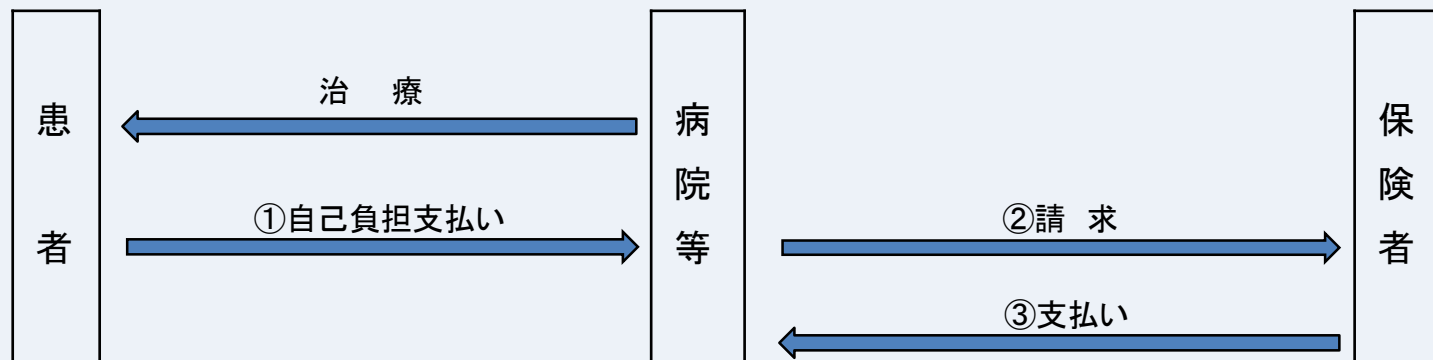 患者
治 療
①自己負担支払い
病院等
②請 求
③支払い
保険者